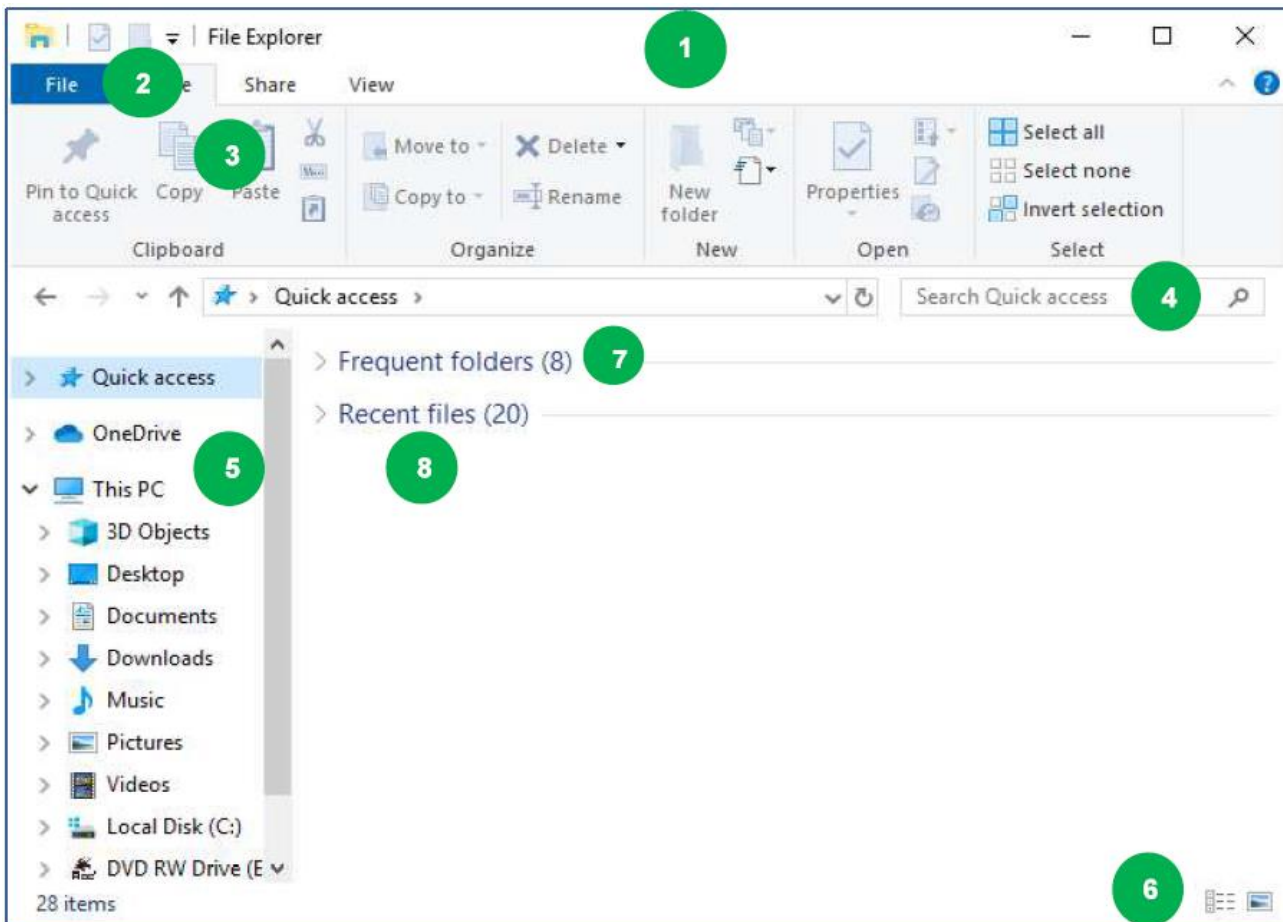 File Explorer
1
File 2 e Share View
3
Pin to Quick access Copy Paste
Move to
Copy to
Delete
Rename
New folder
Properties
Select all
Select none
Invert selection
Clipboard Organize New Open Select
Quick access
Search Quick access 4
Quick access
OneDrive
5
This PC
3D Objects
Desktop
Documents
Downloads
Music
Pictures
Videos
Local Disk (C:)
DVD RW Drive (E
Frequent folders (8) 7
Recent files (20)
8
28 items
6